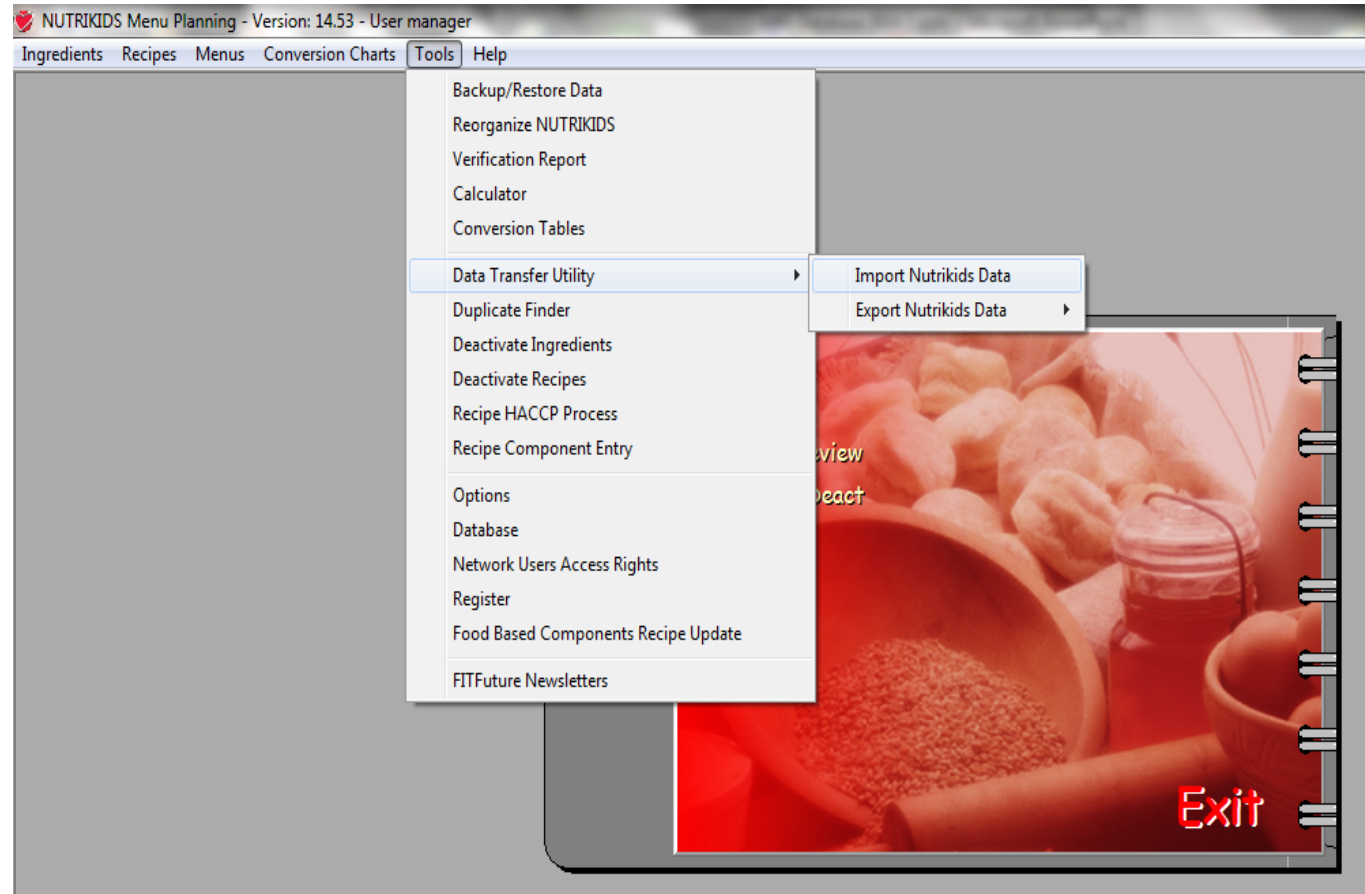 NUTRIKIDS Menu Planning - Version: 14.53 - User manager
Ingredients Recipes Menus Conversion Charts Tools Help
Backup/Restore Data
Reorganize NUTRIKIDS
Verification Report
Calculator
Conversion Tables
Data Transfer Utility
Import Nutrikids Data
Duplicate Finder
Export Nutrikids Data
Deactivate Ingredients
Deactivate Recipes
Recipe HACCP Process
Recipe Component Entry
view
Options
Database
Network Users Access Rights
Register
Food Based Components Recipe Update
FITFuture Newsletters
Exit